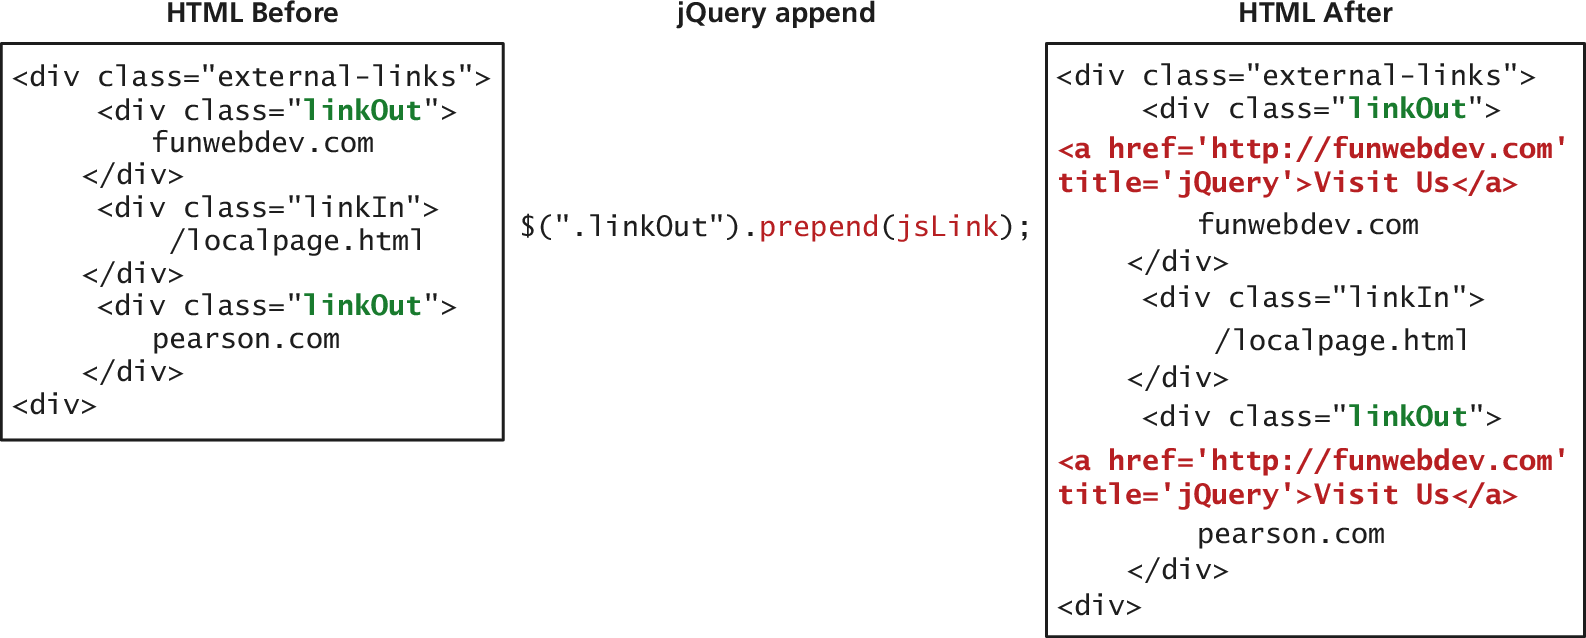 HTML Before
<div class="external-links">
<div class="linkOut">
funwebdev.com
</div>
<div class="linkIn">
/localpage.html
</div>
<div class="linkOut">
pearson.com
</div>
<div>
jQuery append
$(".linkOut").prepend(jsLink);
HTML After
<div class="external-links">
<div class="linkOut">
<a href='http://funwebdev.com'
title='jQuery'>Visit Us</a>
funwebdev.com
</div>
<div class="linkIn">
/localpage.html
</div>
<div class="linkOut">
<a href='http://funwebdev.com'
title='jQuery'>Visit Us</a>
pearson.com
</div>
<div>